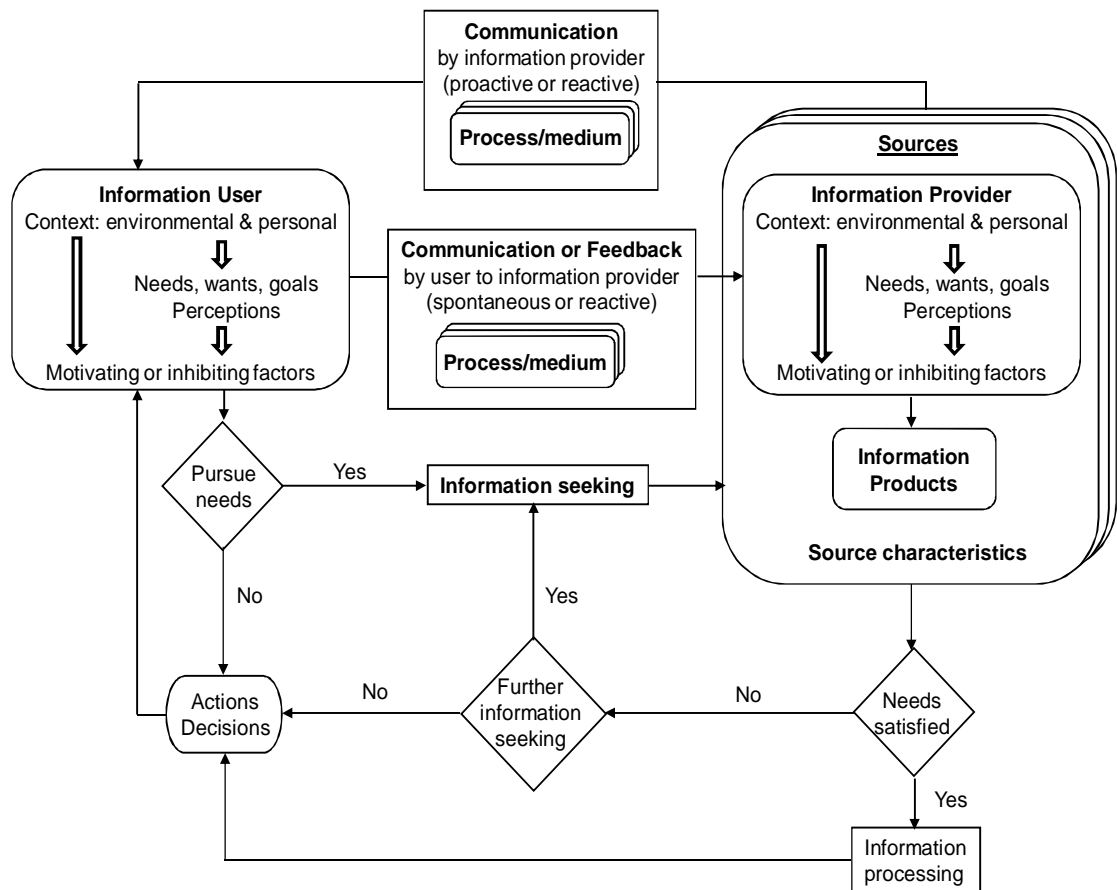 Communication
by information provider
(proactive or reactive)
Process/medium
Sources
Information User
Context: environmental & personal
Needs, wants, goals
Perceptions
Motivating or inhibiting factors
Communication or Feedback
by user to information provider
(spontaneous or reactive)
Process/medium
Information Provider
Context: environmental & personal
Needs, wants, goals
Perceptions
Motivating or inhibiting factors
Information
Products
Source characteristics
Pursue
needs
Yes
Information seeking
No
Yes
Actions
Decisions
No
Further
information
seeking
No
Needs
satisfied
Yes
Information
processing